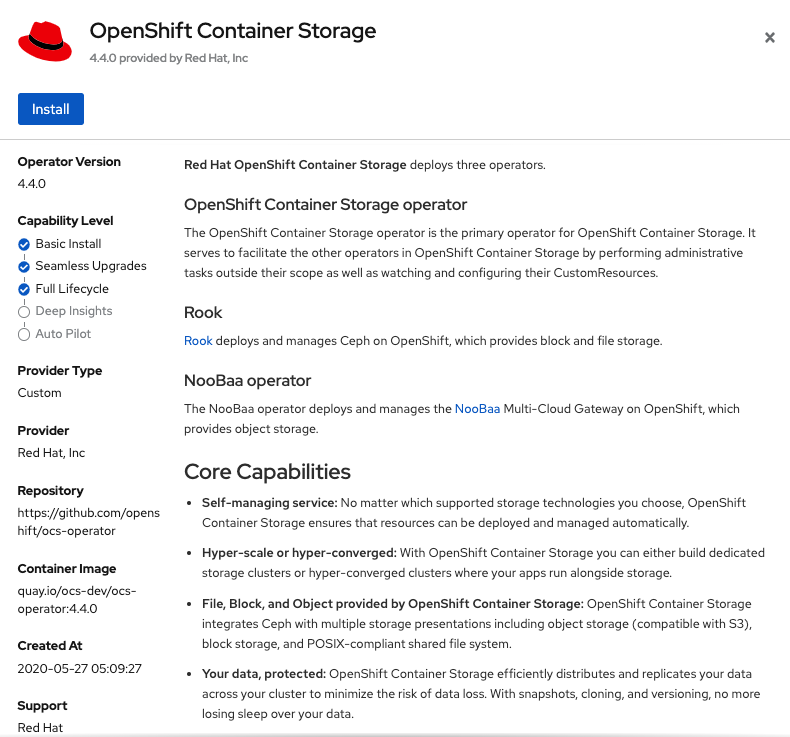 OpenShift Container Storage
4.4.0 provided by Red Hat, Inc
Install
Operator Version
4.4.0
Capability Level
Basic Install
Seamless Upgrades
Full Lifecycle
Deep Insights
Auto Pilot
Provider Type
Custom
Provider
Red Hat, Inc
Repository
https://github.com/opens
hift/ocs-operator
Container Image
quay.io/ocs-dev/ocs-
operator:4.4.0
Created At
2020-05-27 05:09:27
Support
Red Hat
Red Hat OpenShift Container Storage deploys three operators.
OpenShift Container Storage operator
The OpenShift Container Storage operator is the primary operator for OpenShift Container Storage. It
serves to facilitate the other operators in OpenShift Container Storage by performing administrative
tasks outside their scope as well as watching and configuring their CustomResources.
Rook
Rook deploys and manages Ceph on OpenShift, which provides block and file storage.
NooBaa operator
The NooBaa operator deploys and manages the NooBaa Multi-Cloud Gateway on OpenShift, which
provides object storage.
Core Capabilities
• Self-managing service: No matter which supported storage technologies you choose, OpenShift
Container Storage ensures that resources can be deployed and managed automatically.
• Hyper-scale or hyper-converged: With OpenShift Container Storage you can either build dedicated
storage clusters or hyper-converged clusters where your apps run alongside storage.
• File, Block, and Object provided by OpenShift Container Storage: OpenShift Container Storage
integrates Ceph with multiple storage presentations including object storage (compatible with S3),
block storage, and POSIX-compliant shared file system.
• Your data, protected: OpenShift Container Storage efficiently distributes and replicates your data
across your cluster to minimize the risk of data loss. With snapshots, cloning, and versioning, no more
losing sleep over your data.